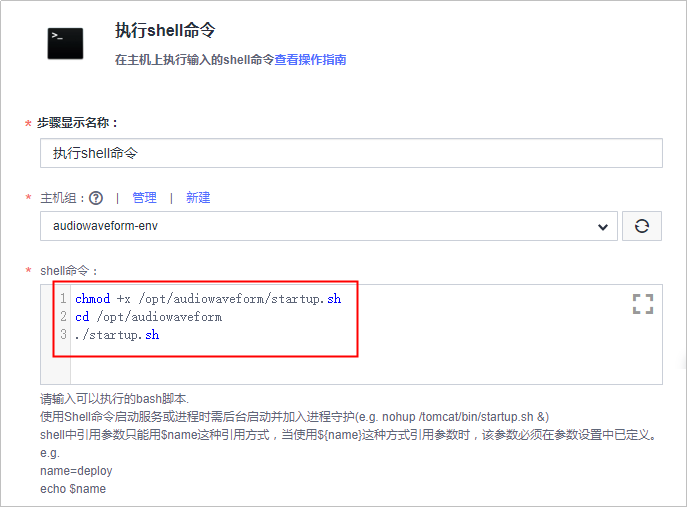 >_
执行shell命令
在主机上执行输入的shell命令查看操作指南
* 步骤显示名称：
执行shell命令
* 主机组：? | 管理 | 新建
audiowaveform-env
* shell命令：
1 chmod +x /opt/audiowaveform/startup.sh
2 cd /opt/audiowaveform
3 ./startup.sh
请输入可以执行的bash脚本.
使用Shell命令启动服务或进程时需后台启动并加入进程守护(e.g. nohup /tomcat/bin/startup.sh &)
shell中引用参数只能用$name这种引用方式，当使用${name}这种方式引用参数时，该参数必须在参数设置中已定义。
e.g.
name=deploy
echo $name